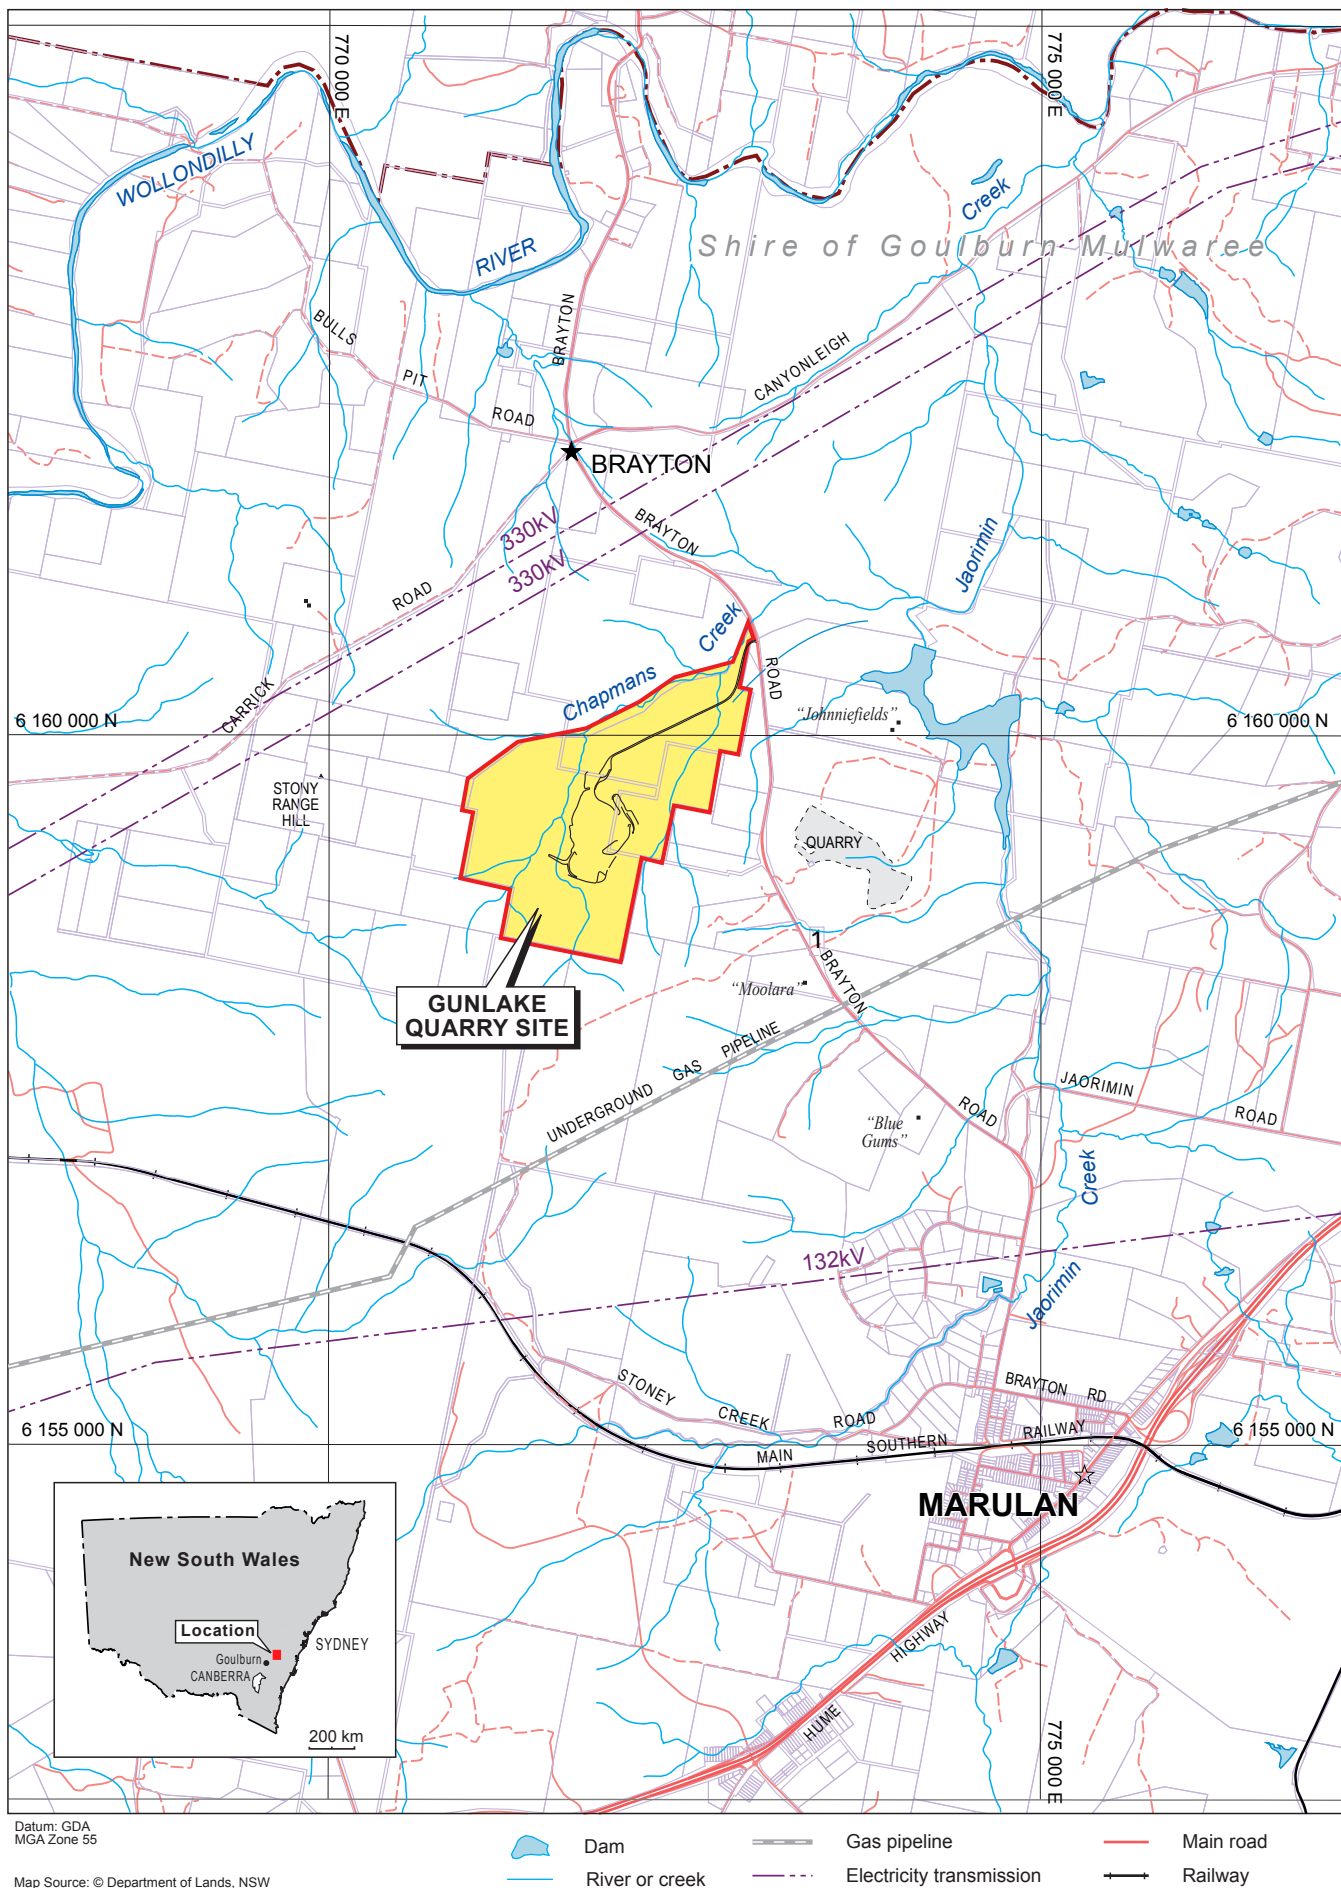 770 000 E
775 000 E
WOLLONDILLY
RIVER
Creek
Shire of Goulburn Mulwaree
BULLS
PIT
ROAD
BRAYTON
CANYONLEIGH
BRAYTON
330kV
330kV
BRAYTON
Jaorimin
ROAD
CARRICK
Chapmans
Creek
ROAD
6 160 000 N
"Johnniefields"
6 160 000 N
STONY
RANGE
HILL
QUARRY
1
BRAYTON
"Moolara"
GUNLAKE
QUARRY SITE
UNDERGROUND GAS PIPELINE
ROAD
JAORIMIN
ROAD
"Blue
Gums"
Creek
132kV
Jaorimin
STONEY
CREEK
ROAD
BRAYTON RD
6 155 000 N
MAIN
SOUTHERN
RAILWAY
6 155 000 N
MARULAN
HIGHWAY
HUME
775 000 E
New South Wales
Location
SYDNEY
Goulburn
CANBERRA
200 km
Datum: GDA
MGA Zone 55
Map Source: © Department of Lands, NSW
Dam
River or creek
Gas pipeline
Electricity transmission
Main road
Railway